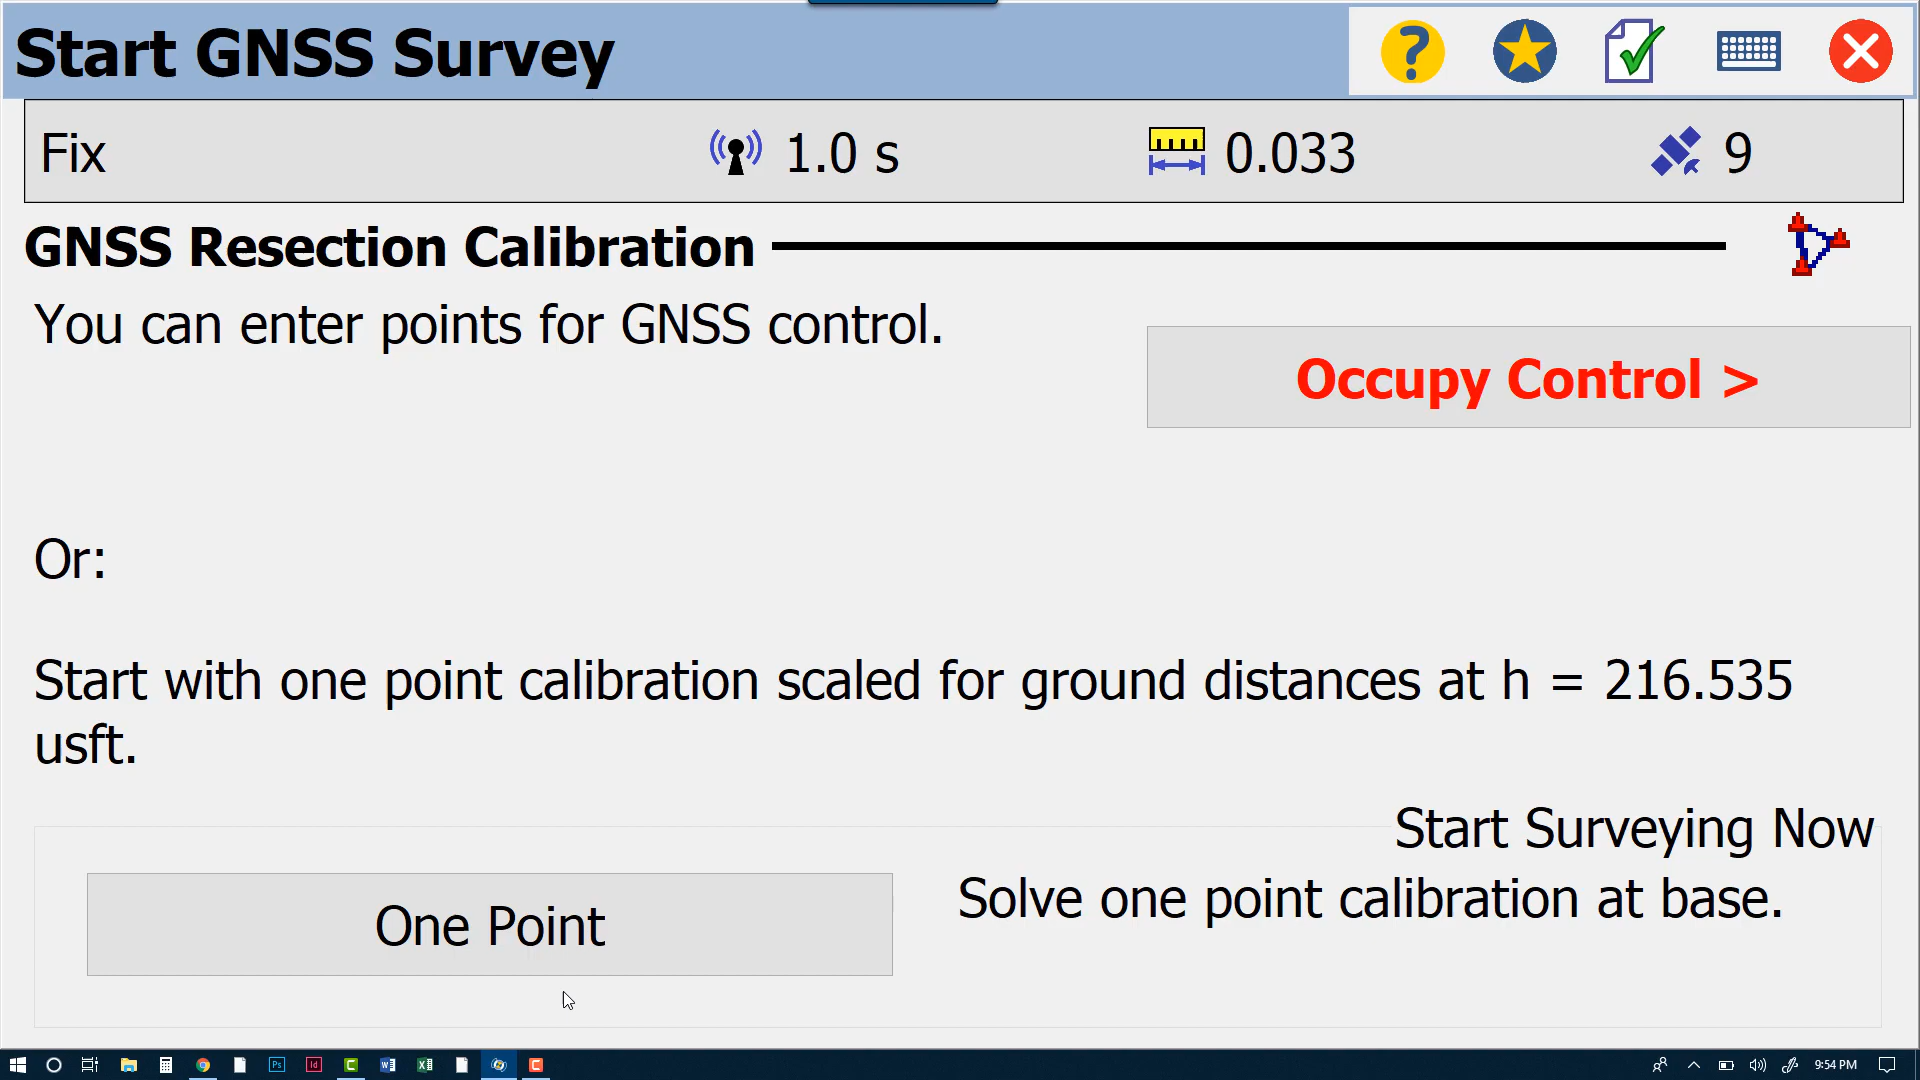 Start GNSS Survey
?
Fix 1.0 s 0.033 9
GNSS Resection Calibration
You can enter points for GNSS control.
Occupy Control >
Or:
Start with one point calibration scaled for ground distances at h = 216.535
usft.
Start Surveying Now
One Point
Solve one point calibration at base.
Ps Id C W X C 9:54 PM